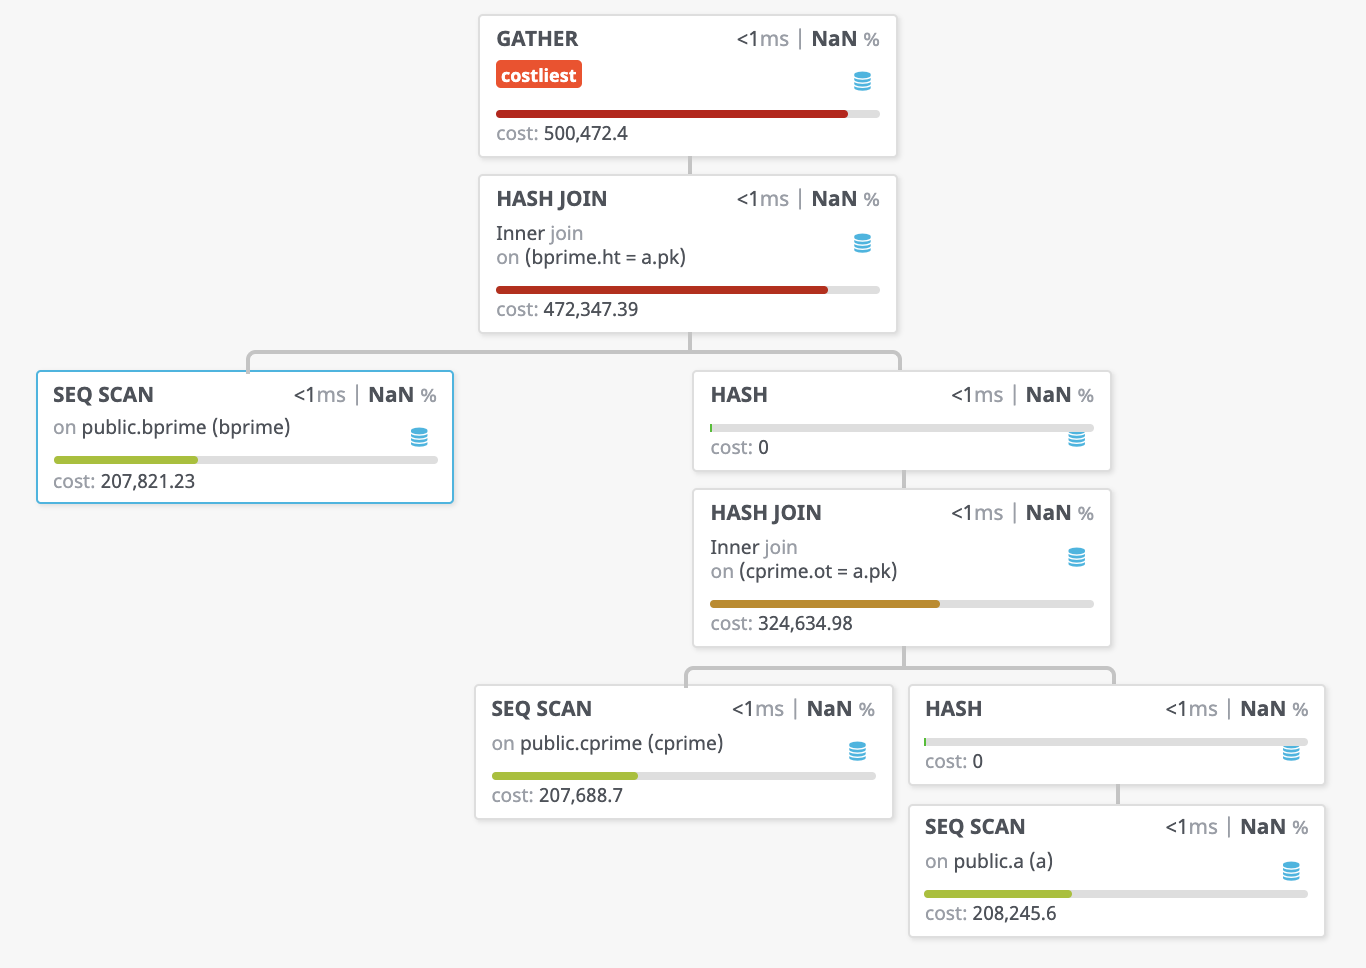 GATHER <1ms | NaN %
costliest
cost: 500,472.4
HASH JOIN <1ms | NaN %
Inner join
on (bprime.ht = a.pk)
cost: 472,347.39
SEQ SCAN <1ms | NaN %
on public.bprime (bprime)
cost: 207,821.23
HASH <1ms | NaN %
cost: 0
HASH JOIN <1ms | NaN %
Inner join
on (cprime.ot = a.pk)
cost: 324,634.98
SEQ SCAN <1ms | NaN %
on public.cprime (cprime)
cost: 207,688.7
HASH <1ms | NaN %
cost: 0
SEQ SCAN <1ms | NaN %
on public.a (a)
cost: 208,245.6